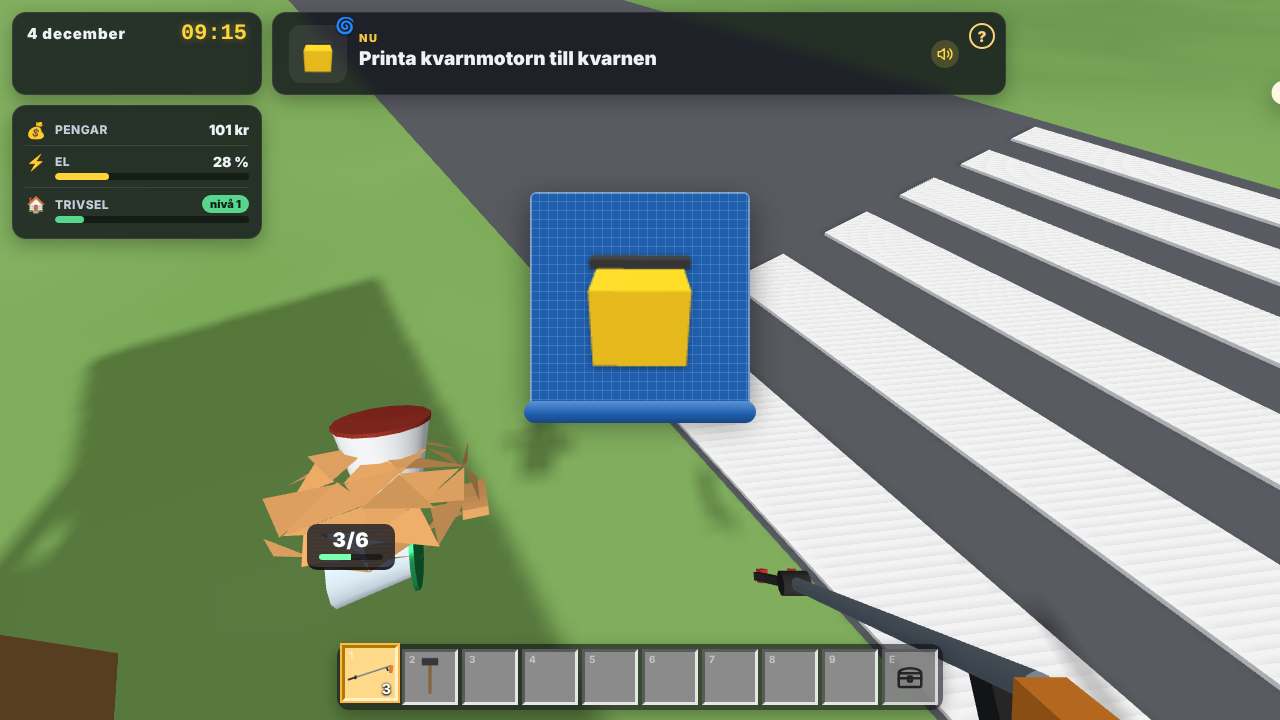 4 december 09:15
NU
Printa kvarnmotorn till kvarnen
?
PENGAR 101 kr
EL 28 %
TRIVSEL nivå 1
3/6
3
2
3
4
5
6
7
8
9
E